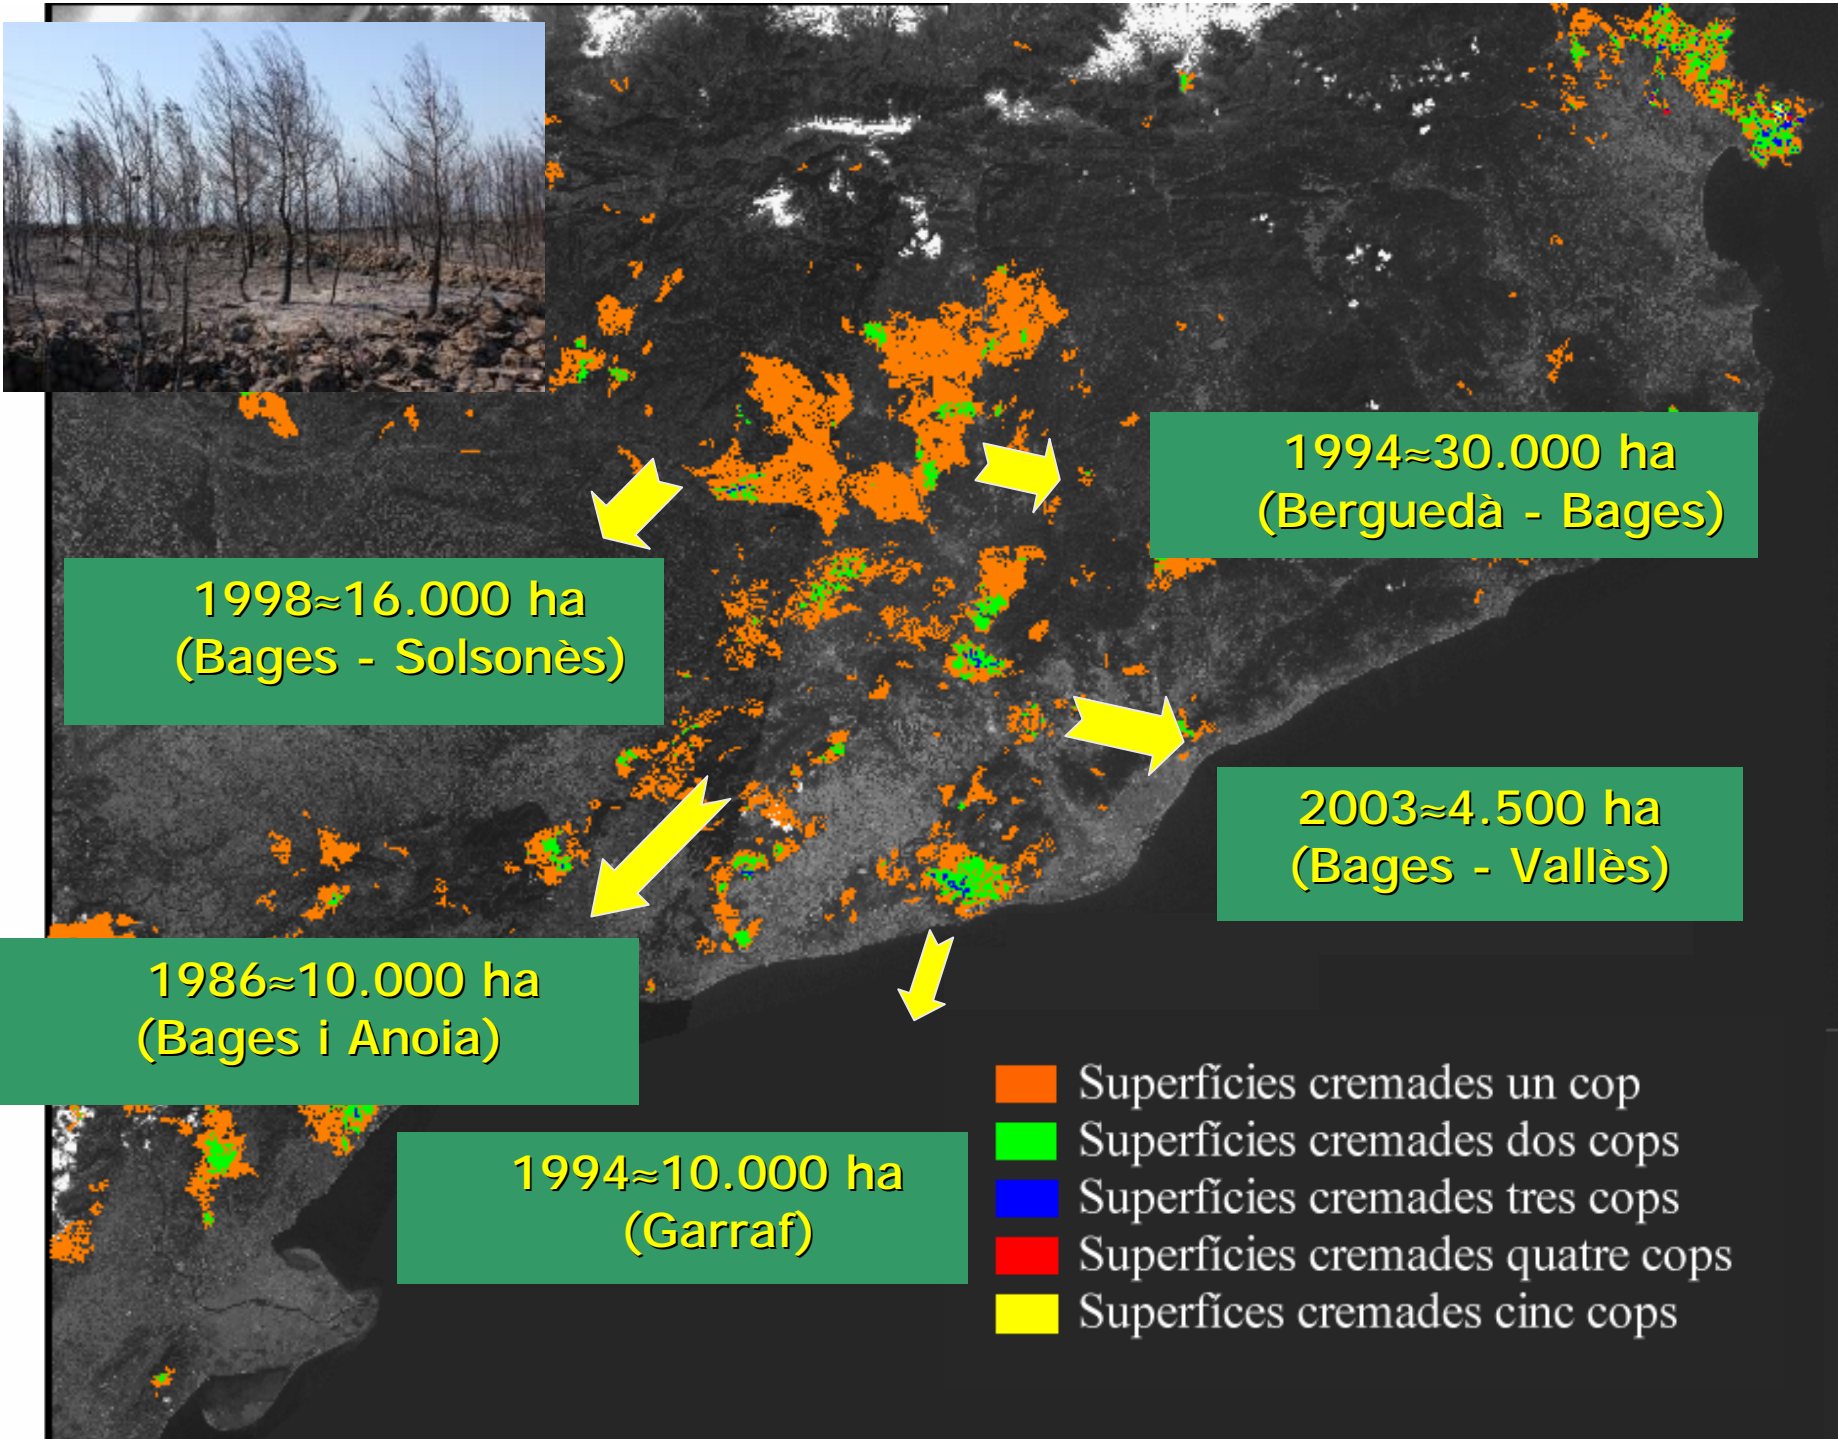 1994≈30.000 ha
(Berguedà - Bages)
1998≈16.000 ha
(Bages - Solsonès)
2003≈4.500 ha
(Bages - Vallès)
1986≈10.000 ha
(Bages i Anoia)
1994≈10.000 ha
(Garraf)
Superfícies cremades un cop
Superfícies cremades dos cops
Superfícies cremades tres cops
Superfícies cremades quatre cops
Superfíces cremades cinc cops